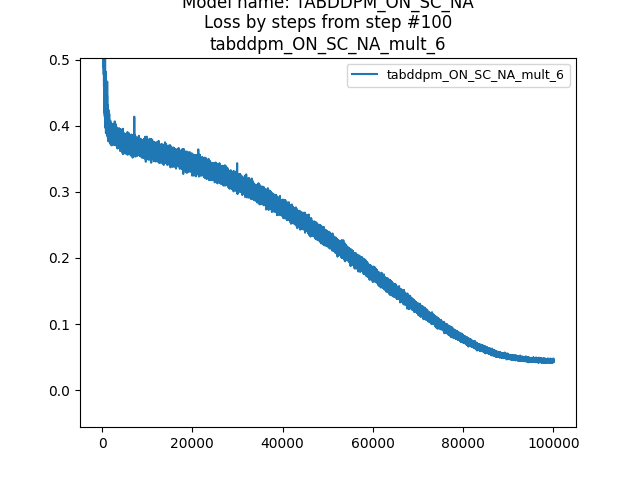 Model name: TABDDPM_ON_SC_NA
Loss by steps from step #100
tabddpm_ON_SC_NA_mult_6
tabddpm_ON_SC_NA_mult_6
0.5
0.4
0.3
0.2
0.1
0.0
0 20000 40000 60000 80000 100000